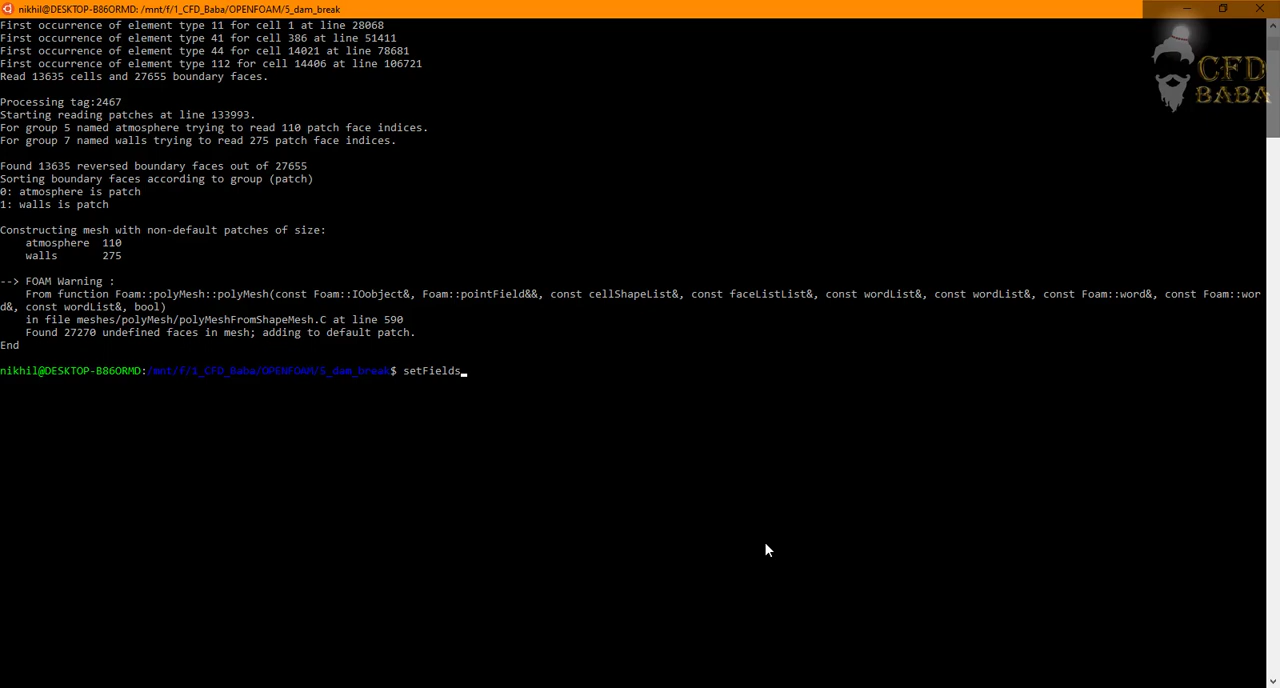 nikhil@DESKTOP-B86ORMD: /mnt/f/1_CFD_Baba/OPENFOAM/5_dam_break
First occurrence of element type 11 for cell 1 at line 28068
First occurrence of element type 41 for cell 386 at line 51411
First occurrence of element type 44 for cell 14021 at line 78681
First occurrence of element type 112 for cell 14406 at line 106721
Read 13635 cells and 27655 boundary faces.
Processing tag:2467
Starting reading patches at line 133993.
For group 5 named atmosphere trying to read 110 patch face indices.
For group 7 named walls trying to read 275 patch face indices.
Found 13635 reversed boundary faces out of 27655
Sorting boundary faces according to group (patch)
0: atmosphere is patch
1: walls is patch
Constructing mesh with non-default patches of size:
atmosphere 110
walls 275
--> FOAM Warning :
From function Foam::polyMesh::polyMesh(const Foam::IOobject&, Foam::pointField&&, const cellShapeList&, const faceListList&, const wordList&, const wordList&, const Foam::word&, const Foam::wor
d&, const wordList&, bool)
in file meshes/polyMesh/polyMeshFromShapeMesh.C at line 590
Found 27270 undefined faces in mesh; adding to default patch.
End
nikhil@DESKTOP-B86ORMD:/mnt/f/1_CFD_Baba/OPENFOAM/5_dam_break$ setFields
CFD
BABA